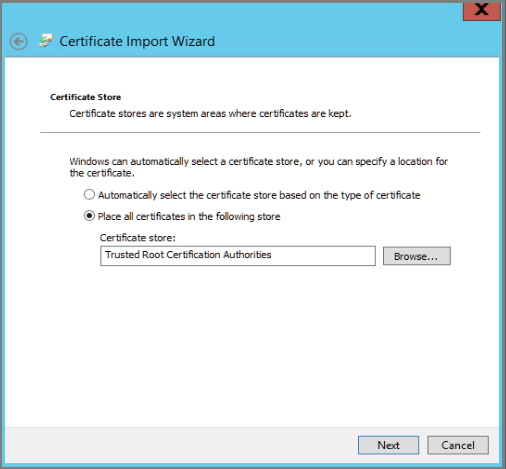 Certificate Import Wizard
Certificate Store
Certificate stores are system areas where certificates are kept.
Windows can automatically select a certificate store, or you can specify a location for
the certificate.
Automatically select the certificate store based on the type of certificate
Place all certificates in the following store
Certificate store:
Trusted Root Certification Authorities
Browse...
Next
Cancel